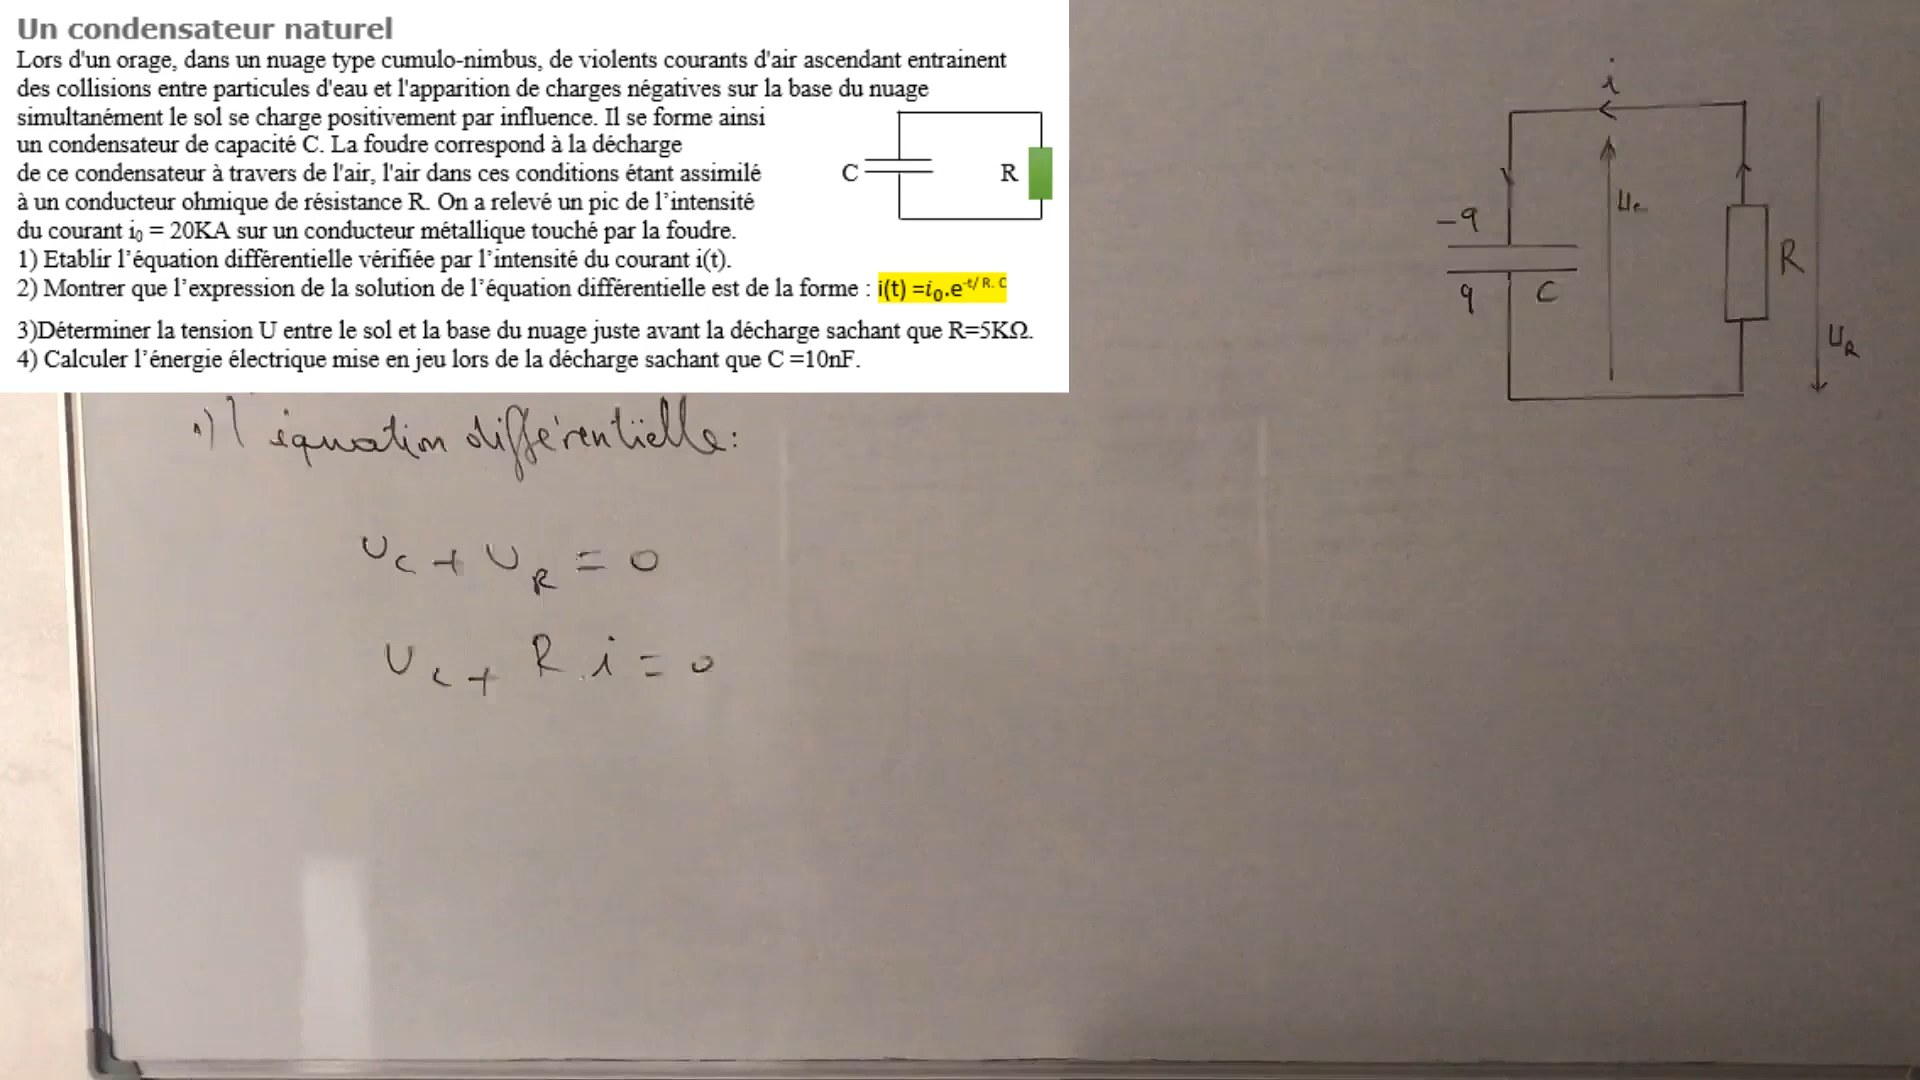 Un condensateur naturel
Lors d'un orage, dans un nuage type cumulo-nimbus, de violents courants d'air ascendant entrainent
des collisions entre particules d'eau et l'apparition de charges négatives sur la base du nuage
simultanément le sol se charge positivement par influence. Il se forme ainsi
un condensateur de capacité C. La foudre correspond à la décharge
de ce condensateur à travers de l'air, l'air dans ces conditions étant assimilé
à un conducteur ohmique de résistance R. On a relevé un pic de l’intensité
du courant i₀ = 20KA sur un conducteur métallique touché par la foudre.
C
R
1) Etablir l’équation différentielle vérifiée par l’intensité du courant i(t).
2) Montrer que l’expression de la solution de l’équation différentielle est de la forme : i(t) =i₀.e^-t/ R. C
3)Déterminer la tension U entre le sol et la base du nuage juste avant la décharge sachant que R=5KΩ.
4) Calculer l’énergie électrique mise en jeu lors de la décharge sachant que C =10nF.
i
-q
Uc
q
C
R
UR
1) l'équation différentielle:
Uc + UR = 0
Uc + R.i = 0